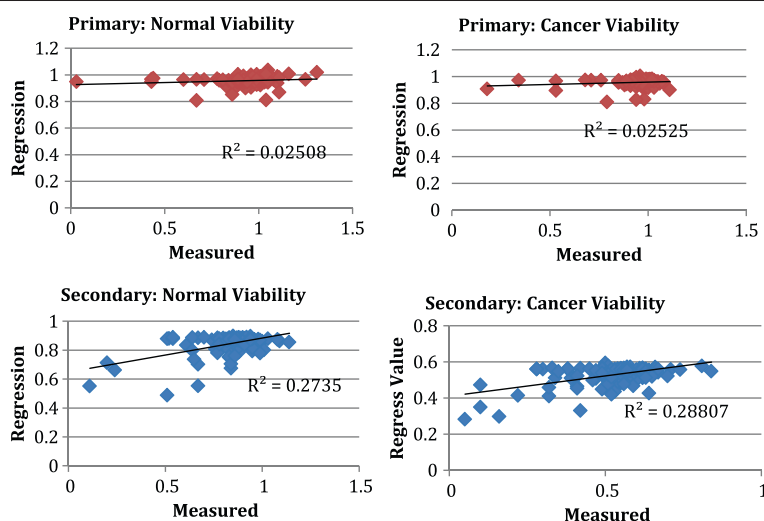 Primary: Normal Viability
1.2
1
0.8
0.6
0.4
0.2
0
Regression
R² = 0.02508
0 0.5 1 1.5
Measured
Primary: Cancer Viability
1.2
1
0.8
0.6
0.4
0.2
0
Regression
R² = 0.02525
0 0.5 1 1.5
Measured
Secondary: Normal Viability
1
0.8
0.6
0.4
0.2
0
Regression
R² = 0.2735
0 0.5 1 1.5
Measured
Secondary: Cancer Viability
0.8
0.6
0.4
0.2
0
Regress Value
R² = 0.28807
0 0.5 1
Measured